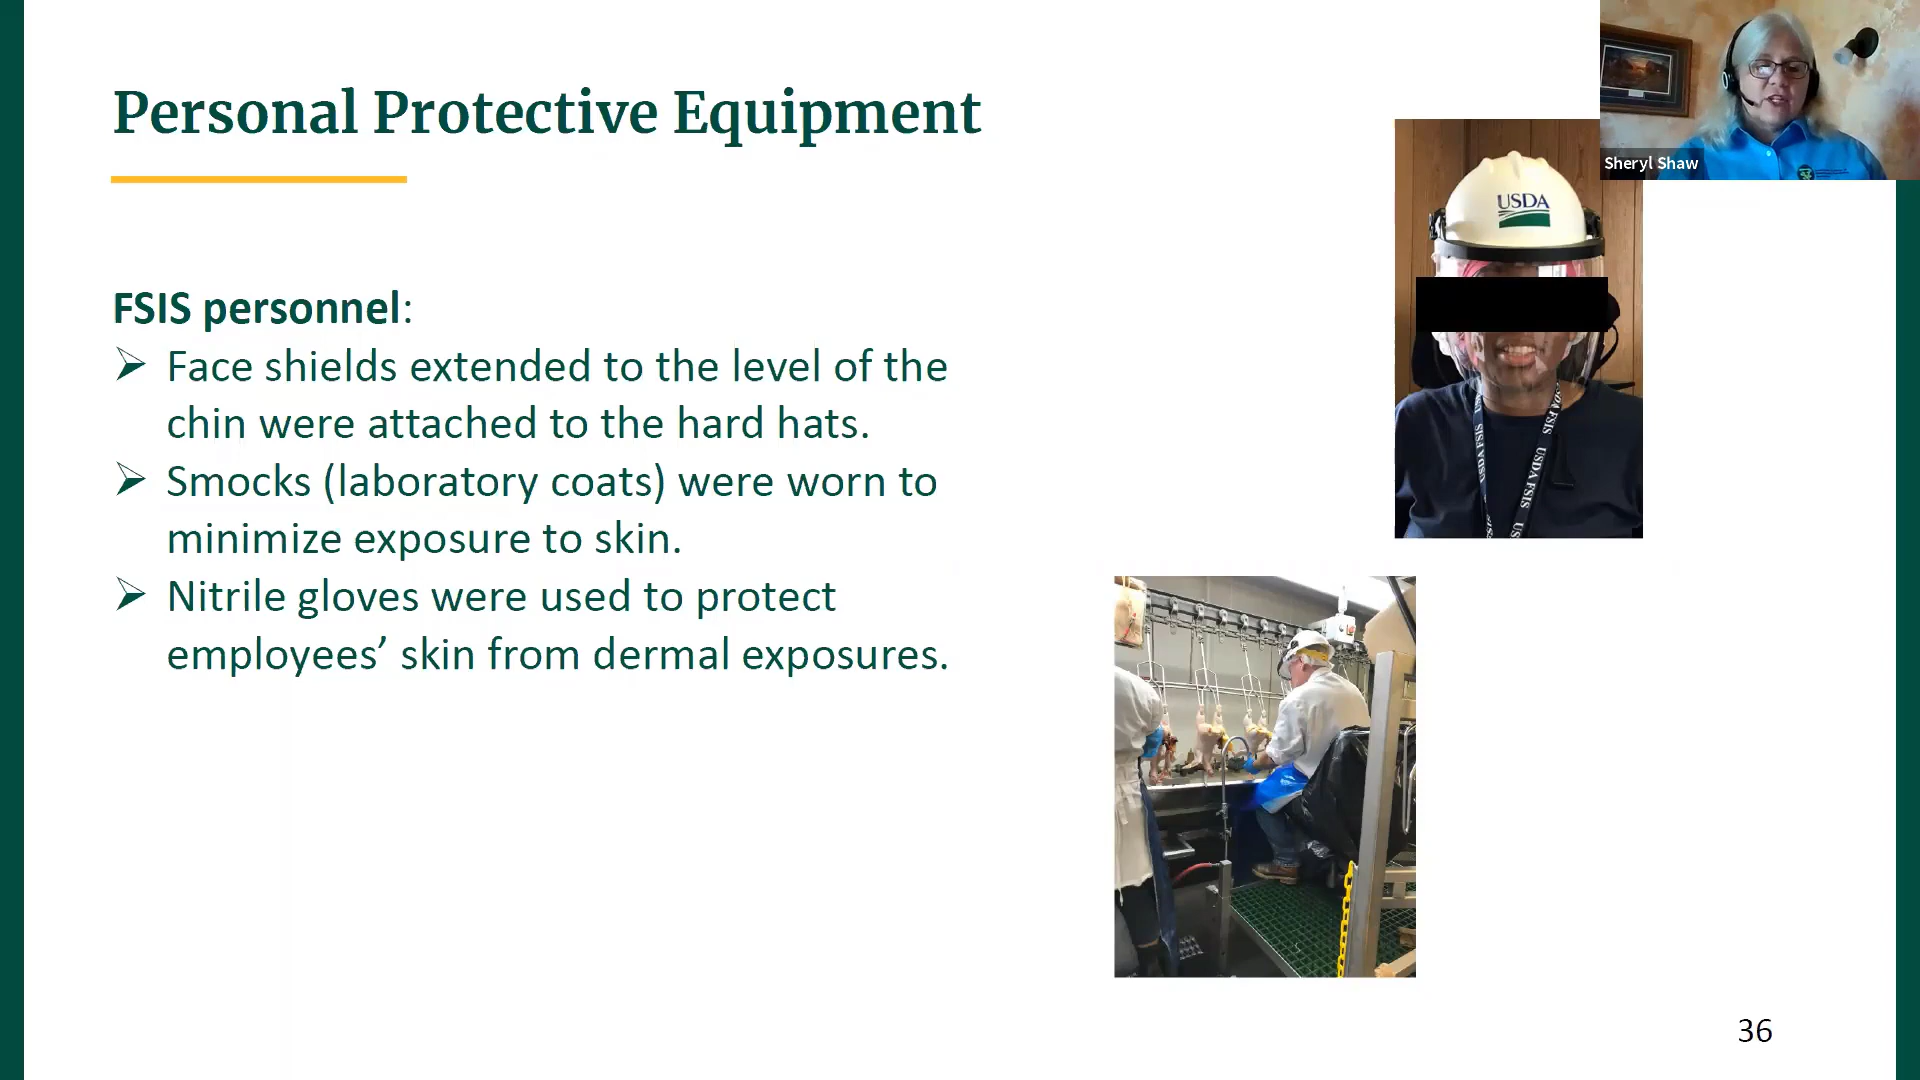 Personal Protective Equipment
Sheryl Shaw
USDA
FSIS personnel:
Face shields extended to the level of the
chin were attached to the hard hats.
Smocks (laboratory coats) were worn to
minimize exposure to skin.
Nitrile gloves were used to protect
employees’ skin from dermal exposures.
USDA FSIS
USDA FSIS
36